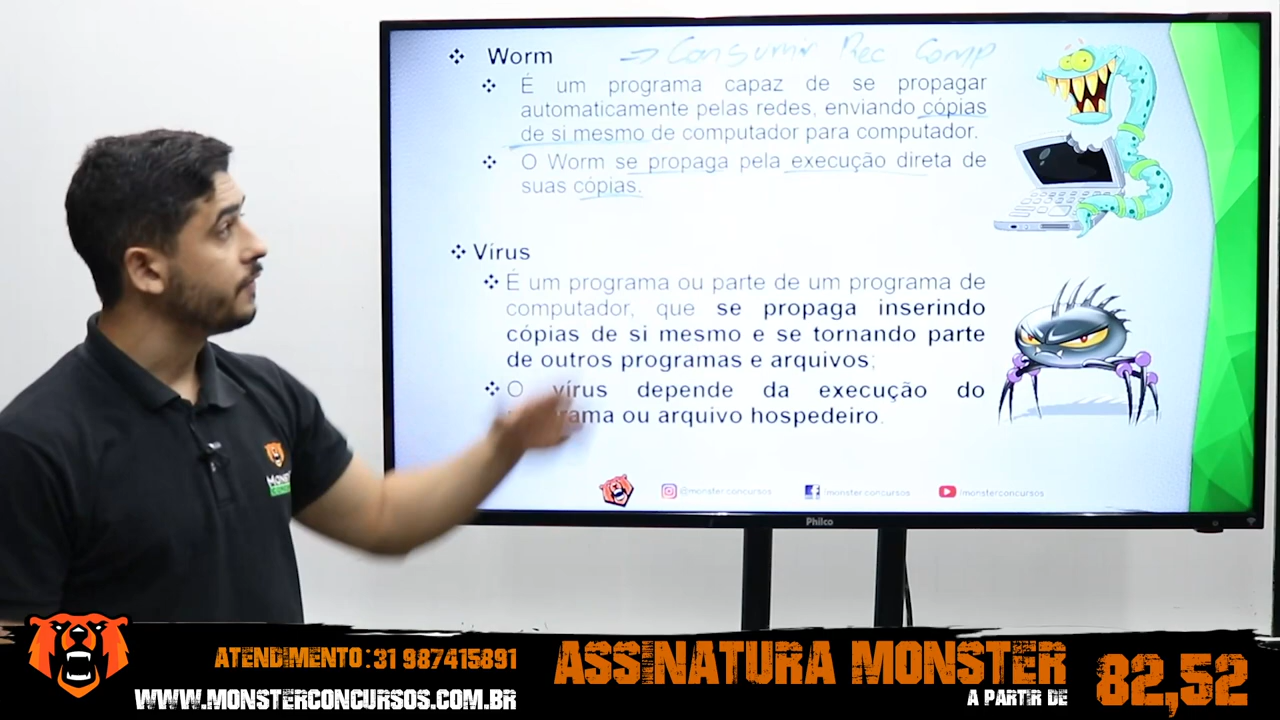 Worm → Consumir Rec. Comp
É um programa capaz de se propagar
automaticamente pelas redes, enviando cópias
de si mesmo de computador para computador.
O Worm se propaga pela execução direta de
suas cópias.
Vírus
É um programa ou parte de um programa de
computador, que se propaga inserindo
cópias de si mesmo e se tornando parte
de outros programas e arquivos;
O vírus depende da execução do
ama ou arquivo hospedeiro.
@monster.concursos monster.concursos /monsterconcursos
Philco
ATENDIMENTO: 31 987415891
WWW.MONSTERCONCURSOS.COM.BR
ASSINATURA MONSTER
A PARTIR DE
82,52